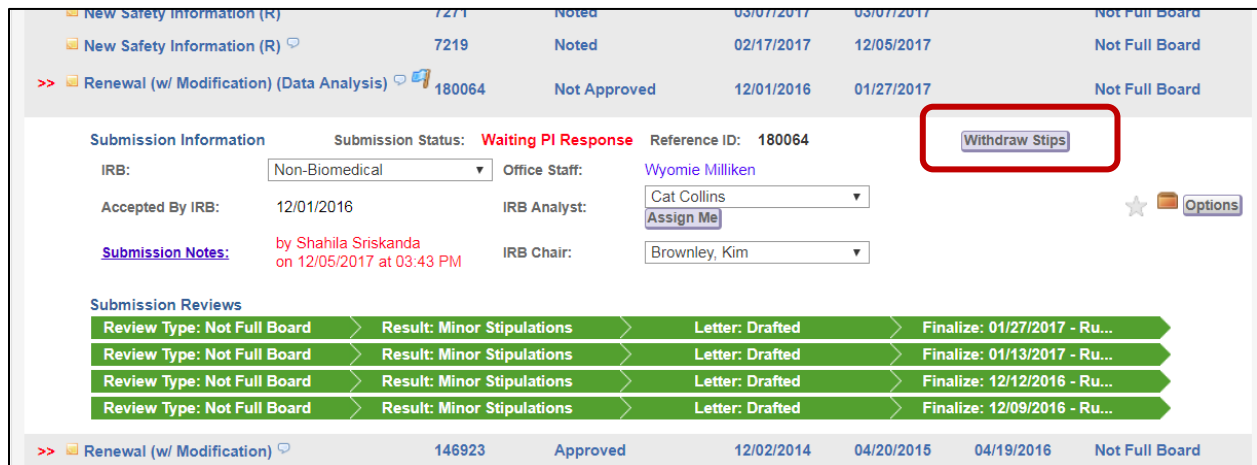 New Safety Information (R) 7271 Noted 03/07/2017 03/07/2017 Not Full Board
New Safety Information (R) 7219 Noted 02/17/2017 12/05/2017 Not Full Board
>> Renewal (w/ Modification) (Data Analysis) 180064 Not Approved 12/01/2016 01/27/2017 Not Full Board
Submission Information Submission Status: Waiting PI Response Reference ID: 180064 Withdraw Stips
IRB: Non-Biomedical Office Staff: Wyomie Milliken
Accepted By IRB: 12/01/2016 IRB Analyst: Cat Collins Options
Assign Me
Submission Notes: by Shahila Sriskanda IRB Chair: Brownley, Kim
on 12/05/2017 at 03:43 PM
Submission Reviews
Review Type: Not Full Board Result: Minor Stipulations Letter: Drafted Finalize: 01/27/2017 - Ru...
Review Type: Not Full Board Result: Minor Stipulations Letter: Drafted Finalize: 01/13/2017 - Ru...
Review Type: Not Full Board Result: Minor Stipulations Letter: Drafted Finalize: 12/12/2016 - Ru...
Review Type: Not Full Board Result: Minor Stipulations Letter: Drafted Finalize: 12/09/2016 - Ru...
>> Renewal (w/ Modification) 146923 Approved 12/02/2014 04/20/2015 04/19/2016 Not Full Board